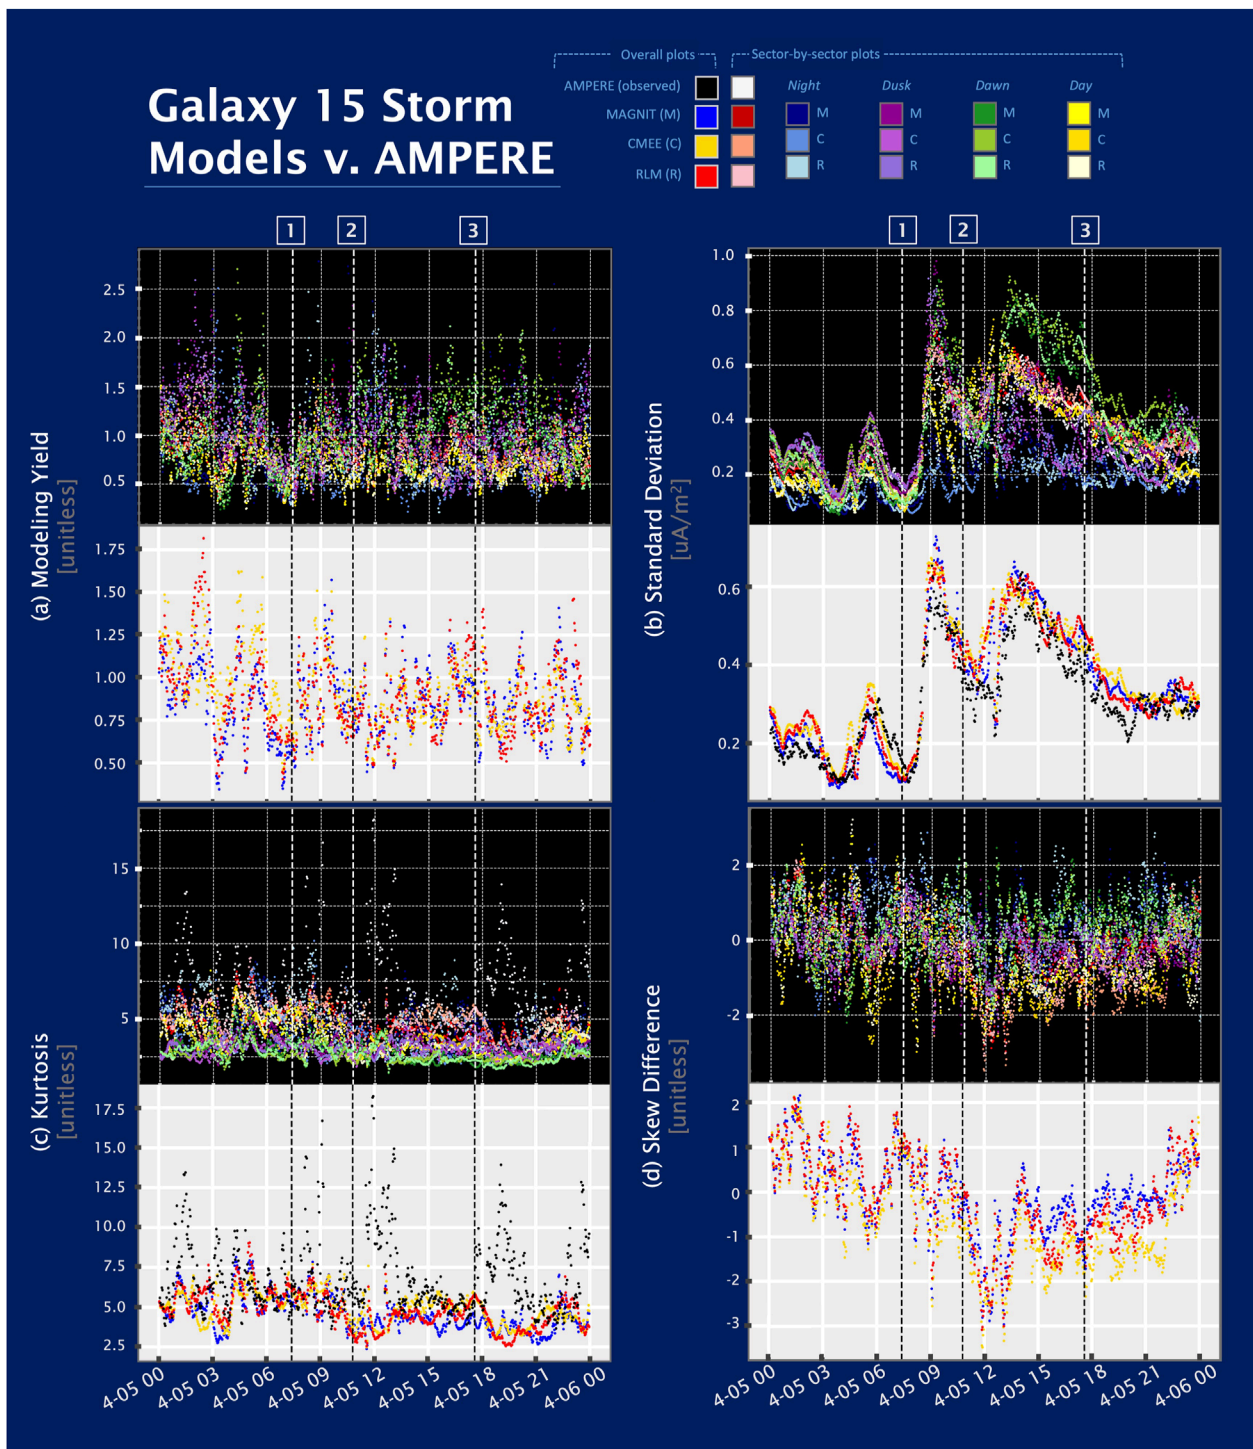 Overall plots
Sector-by-sector plots
AMPERE (observed)
Night
Dusk
Dawn
Day
Galaxy 15 Storm
Models v. AMPERE
MAGNIT (M)
M
M
M
M
CMEE (C)
C
C
C
C
RLM (R)
R
R
R
R
1
2
3
1
2
3
(a) Modeling Yield
[unitless]
2.5
2.0
1.5
1.0
0.5
1.75
1.50
1.25
1.00
0.75
0.50
(b) Standard Deviation
[uA/m²]
1.0
0.8
0.6
0.4
0.2
0.6
0.4
0.2
(c) Kurtosis
[unitless]
15
10
5
17.5
15.0
12.5
10.0
7.5
5.0
2.5
4-05 00
4-05 03
4-05 06
4-05 09
4-05 12
4-05 15
4-05 18
4-05 21
4-06 00
(d) Skew Difference
[unitless]
2
0
-2
2
1
0
-1
-2
-3
4-05 00
4-05 03
4-05 06
4-05 09
4-05 12
4-05 15
4-05 18
4-05 21
4-06 00